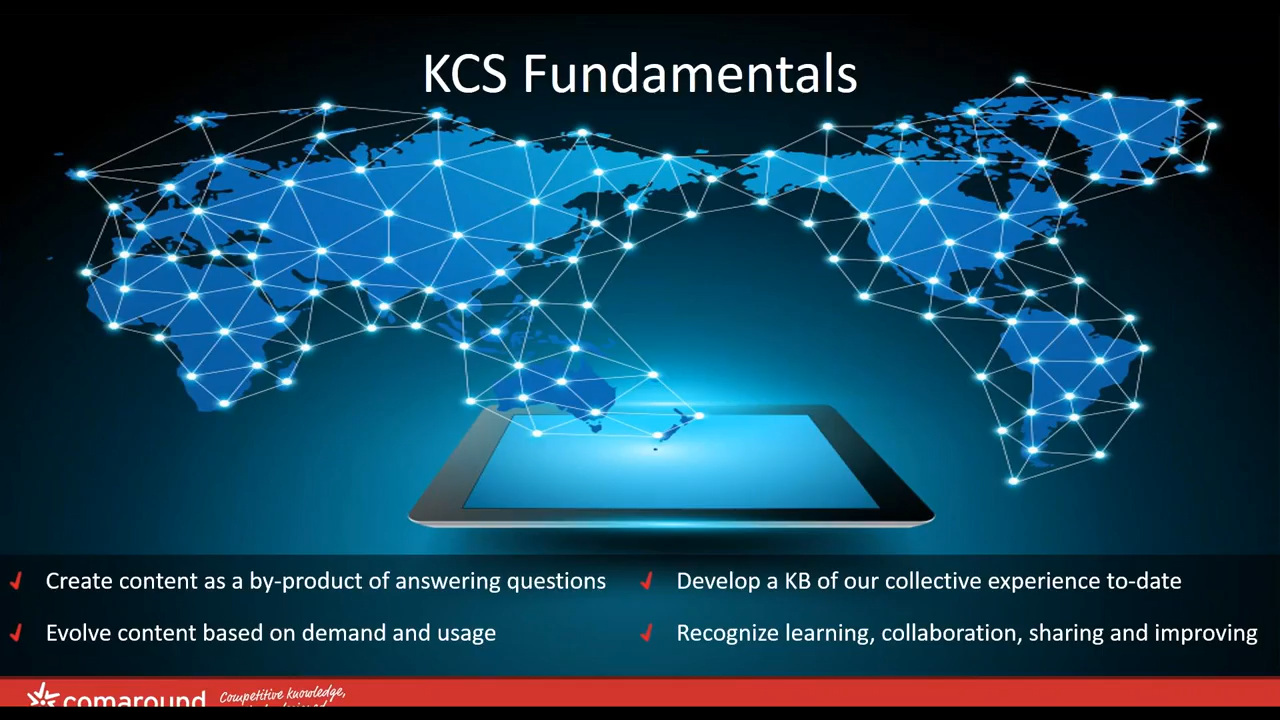 KCS Fundamentals
Create content as a by-product of answering questions
Evolve content based on demand and usage
Develop a KB of our collective experience to-date
Recognize learning, collaboration, sharing and improving
comaround
Competitive knowledge,